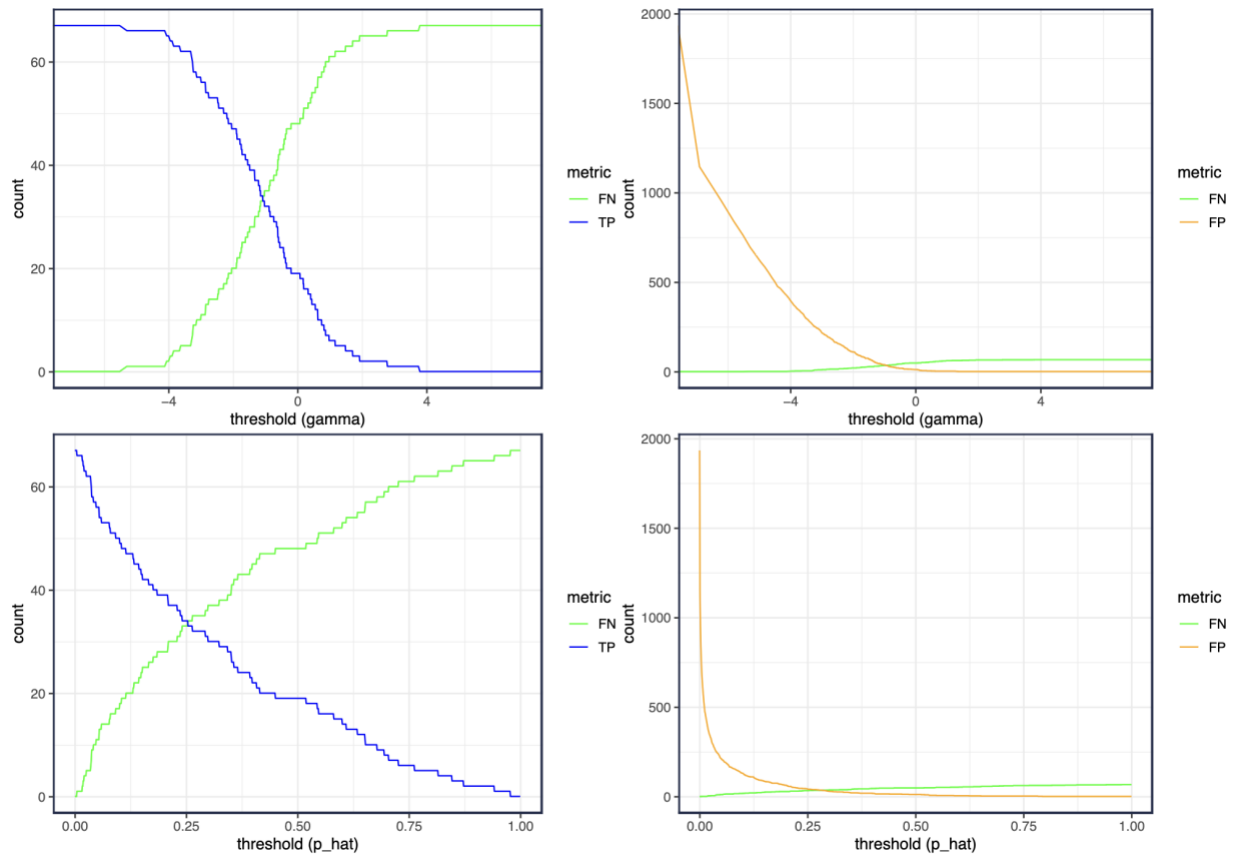 60
40
20
0
count
−4
0
4
threshold (gamma)
metric
FN
TP
2000
1500
1000
500
0
count
−4
0
4
threshold (gamma)
metric
FN
FP
60
40
20
0
count
0.00
0.25
0.50
0.75
1.00
threshold (p_hat)
metric
FN
TP
2000
1500
1000
500
0
count
0.00
0.25
0.50
0.75
1.00
threshold (p_hat)
metric
FN
FP